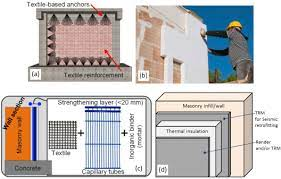 Textile-based anchors
(a)
Textile reinforcement
(b)
Strengthening layer (<20 mm)
Wall section
Masonry wall
Concrete
Textile
+
+
Capillary tubes
Inorganic binder
(mortar)
(c)
Masonry infill/wall
TRM
for Seismic
retrofitting
Thermal insulation
Render
and/or TRM
(d)